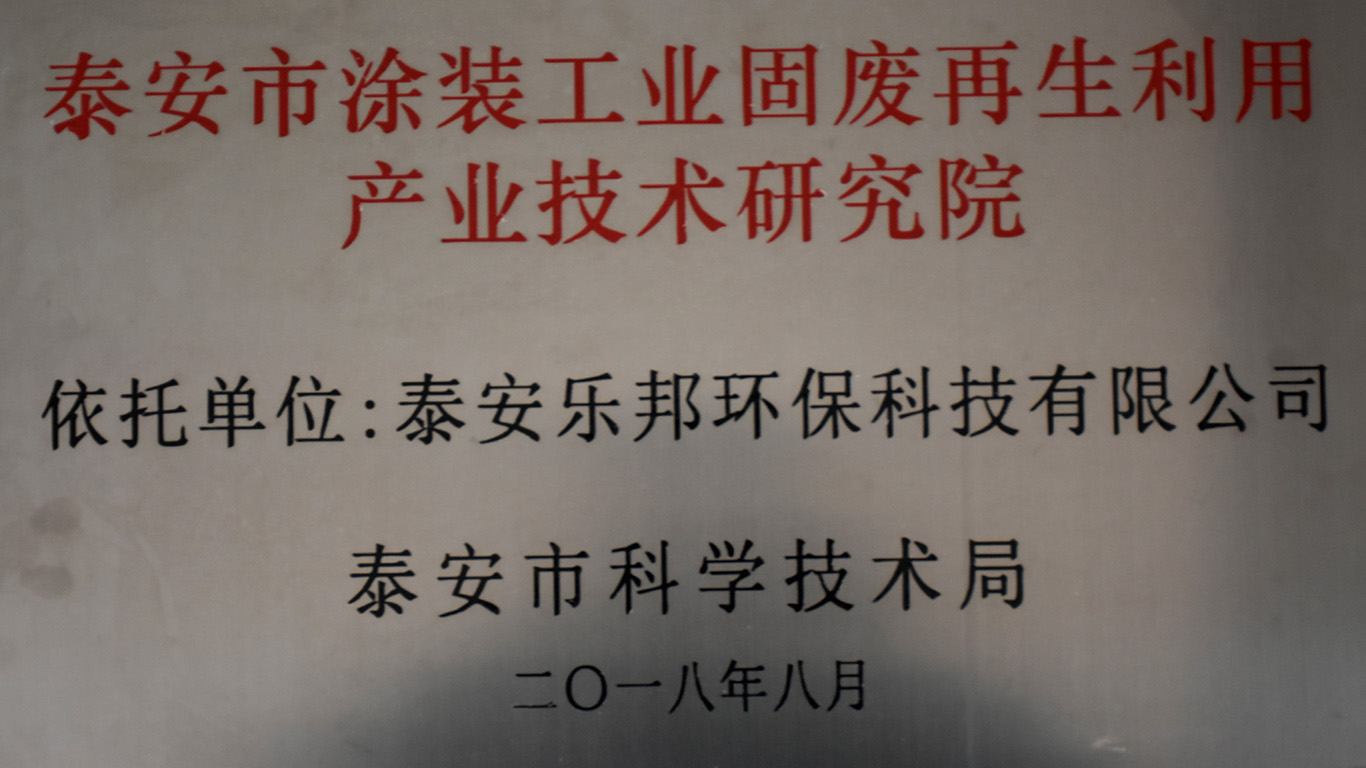 泰安市涂装工业固废再生利用
产业技术研究院
依托单位:泰安乐邦环保科技有限公司
泰安市科学技术局
二〇一八年八月